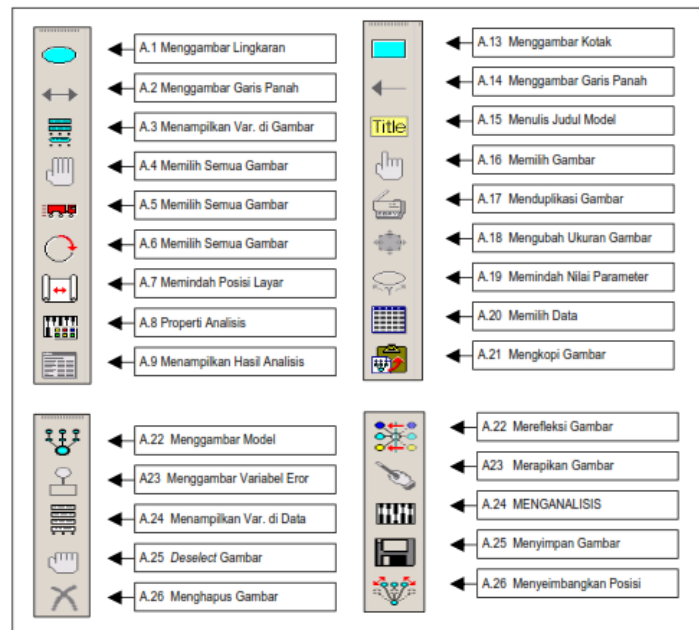 A.1 Menggambar Lingkaran
A.2 Menggambar Garis Panah
A.3 Menampilkan Var. di Gambar
A.4 Memilih Semua Gambar
A.5 Memilih Semua Gambar
A.6 Memilih Semua Gambar
A.7 Memindah Posisi Layar
A.8 Properti Analisis
A.9 Menampilkan Hasil Analisis
A.13 Menggambar Kotak
A.14 Menggambar Garis Panah
Title
A.15 Menulis Judul Model
A.16 Memilih Gambar
A.17 Menduplikasi Gambar
A.18 Mengubah Ukuran Gambar
A.19 Memindah Nilai Parameter
A.20 Memilih Data
A.21 Mengkopi Gambar
A.22 Menggambar Model
A23 Menggambar Variabel Eror
A.24 Menampilkan Var. di Data
A.25 Deselect Gambar
A.26 Menghapus Gambar
A.22 Merefleksi Gambar
A23 Merapikan Gambar
A.24 MENGANALISIS
A.25 Menyimpan Gambar
A.26 Menyeimbangkan Posisi